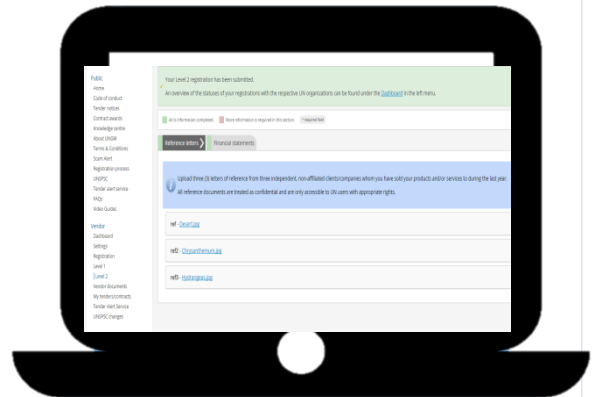 Public
Home
Code of conduct
Tender notices
Contract awards
Knowledge centre
About UNGM
Terms & Conditions
Scam Alert
Registration process
UNSPSC
Tender alert service
FAQs
Video Guides
Vendor
Dashboard
Settings
Registration
Level 1
Level 2
Vendor documents
My tenders/contracts
Tender Alert Service
UNSPSC changes
Your Level 2 registration has been submitted.
An overview of the statuses of your registrations with the respective UN organizations can be found under the Dashboard in the left menu.
All is information completed. More information is required in this section. * required field
Reference letters Financial statements
Upload three (3) letters of reference from three independent, non-affiliated clients/companies whom you have sold your products and/or services to during the last year.
All reference documents are treated as confidential and are only accessible to UN users with appropriate rights.
ref - Desert.jpg
ref2 - Chrysanthemum.jpg
ref3 - Hydrangeas.jpg